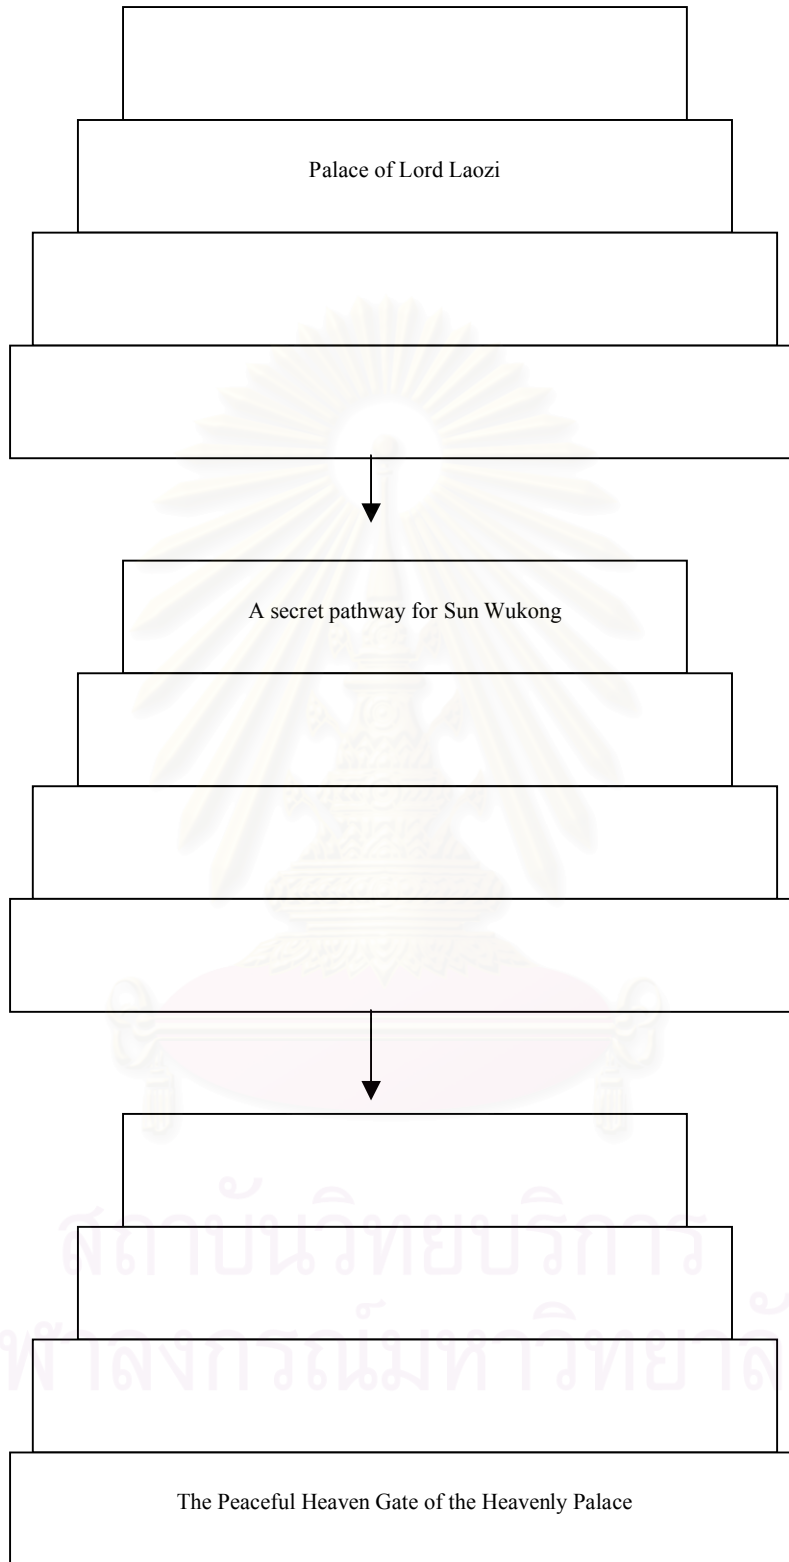 Palace of Lord Laozi
A secret pathway for Sun Wukong
สถาบันวิทยบริการ
The Peaceful Heaven Gate of the Heavenly Palace